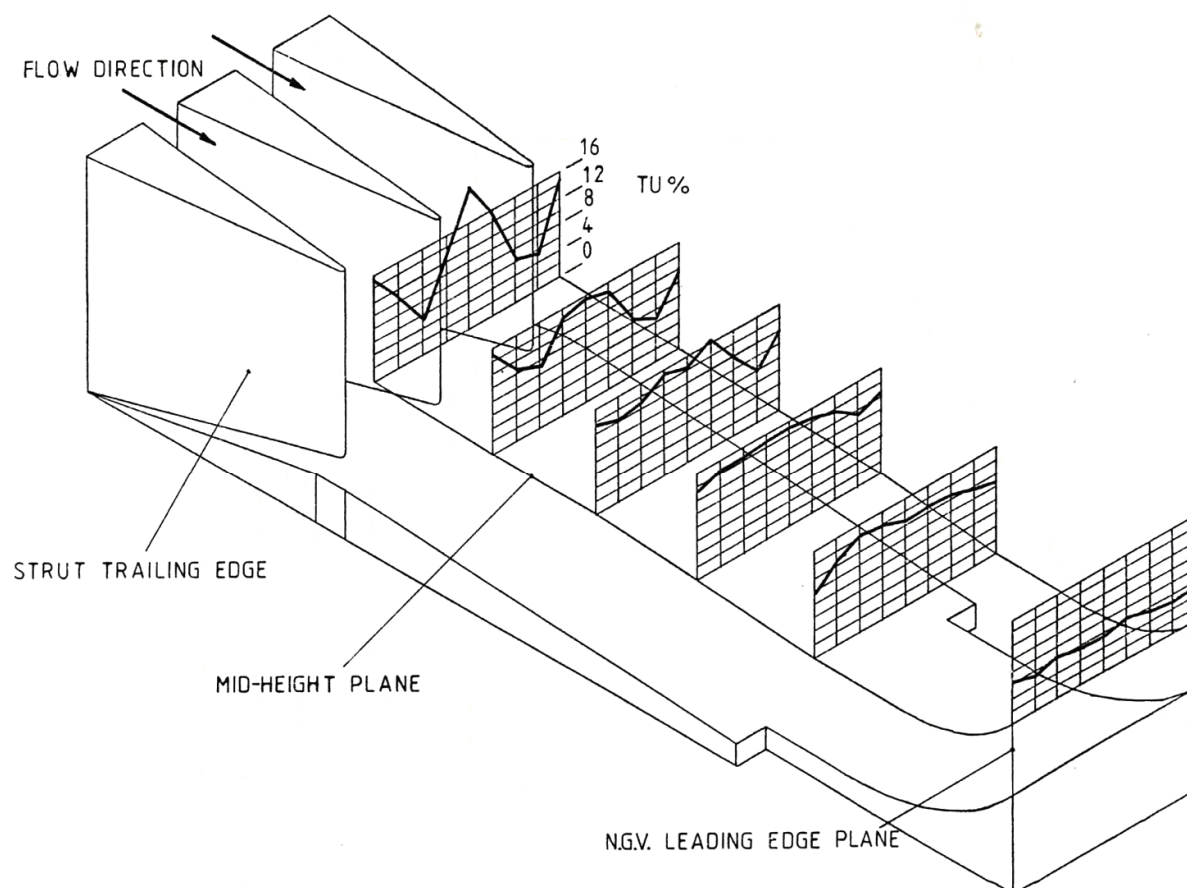 FLOW DIRECTION
16
12
8
4
0
TU%
STRUT TRAILING EDGE
MID-HEIGHT PLANE
N.G.V. LEADING EDGE PLANE